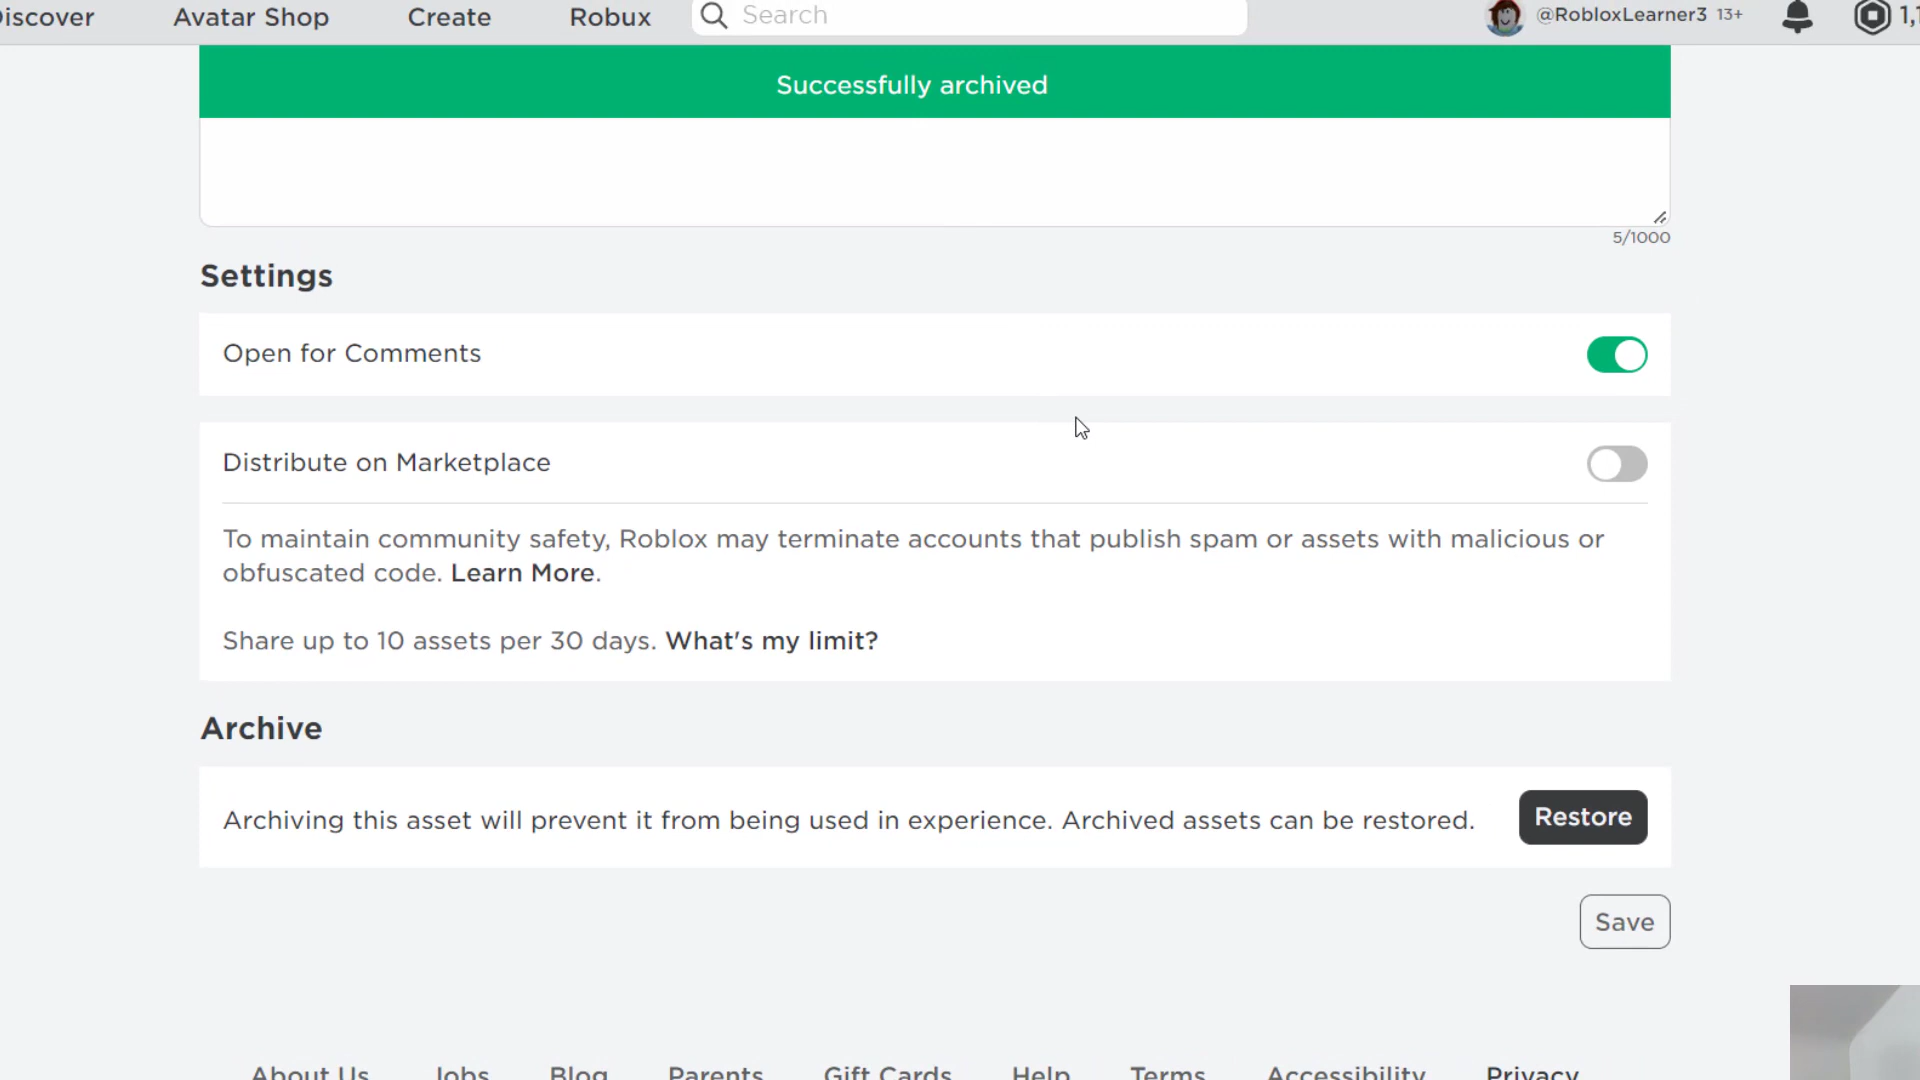 Discover Avatar Shop Create Robux Search @RobloxLearner3 13+
Successfully archived
5/1000
Settings
Open for Comments
Distribute on Marketplace
To maintain community safety, Roblox may terminate accounts that publish spam or assets with malicious or
obfuscated code. Learn More.
Share up to 10 assets per 30 days. What's my limit?
Archive
Archiving this asset will prevent it from being used in experience. Archived assets can be restored. Restore
Save
About Us Jobs Blog Parents Gift Cards Help Terms Accessibility Privacy